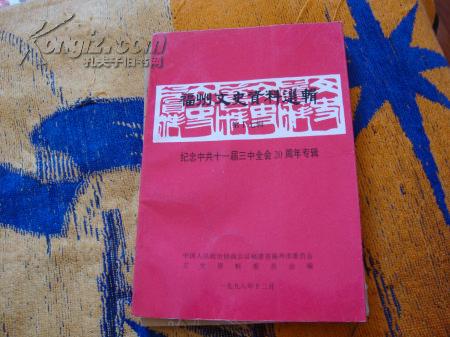 Kongfz.com
孔夫子旧书网
福州文史资料选辑
纪念中共十一届三中全会20周年专辑
中国人民政治协商会议福建省福州市委员会
文史资料委员会编
一九九八年十二月